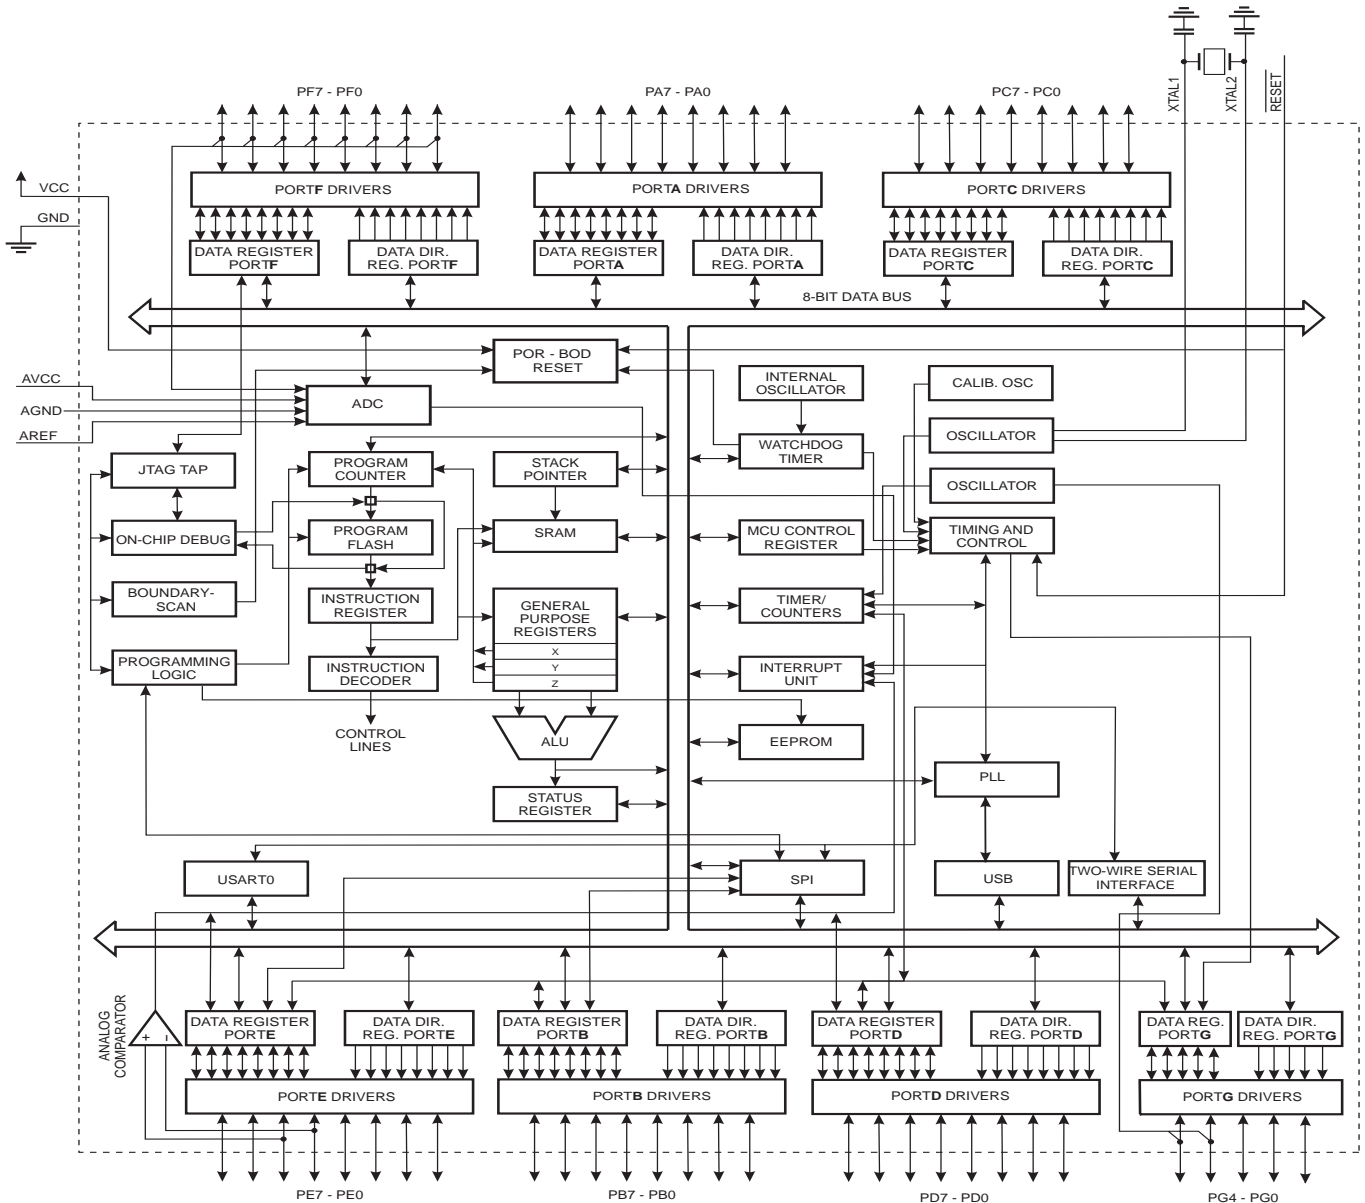 PF7 - PF0
PA7 - PA0
PC7 - PC0
XTAL1
XTAL2
RESET
VCC
GND
PORTF DRIVERS
PORTA DRIVERS
PORTC DRIVERS
DATA REGISTER
PORTF
DATA DIR.
REG. PORTF
DATA REGISTER
PORTA
DATA DIR.
REG. PORTA
DATA REGISTER
PORTC
DATA DIR.
REG. PORTC
8-BIT DATA BUS
POR - BOD
RESET
AVCC
AGND
AREF
ADC
INTERNAL
OSCILLATOR
CALIB. OSC
OSCILLATOR
WATCHDOG
TIMER
JTAG TAP
PROGRAM
COUNTER
STACK
POINTER
OSCILLATOR
ON-CHIP DEBUG
PROGRAM
FLASH
SRAM
MCU CONTROL
REGISTER
TIMING AND
CONTROL
BOUNDARY-
SCAN
INSTRUCTION
REGISTER
GENERAL
PURPOSE
REGISTERS
X
Y
Z
TIMER/
COUNTERS
PROGRAMMING
LOGIC
INSTRUCTION
DECODER
INTERRUPT
UNIT
CONTROL
LINES
ALU
EEPROM
STATUS
REGISTER
PLL
USART0
SPI
USB
TWO-WIRE SERIAL
INTERFACE
ANALOG
COMPARATOR
+
-
DATA REGISTER
PORTE
DATA DIR.
REG. PORTE
DATA REGISTER
PORTB
DATA DIR.
REG. PORTB
DATA REGISTER
PORTD
DATA DIR.
REG. PORTD
DATA REG.
PORTG
DATA DIR.
REG. PORTG
PORTE DRIVERS
PORTB DRIVERS
PORTD DRIVERS
PORTG DRIVERS
PE7 - PE0
PB7 - PB0
PD7 - PD0
PG4 - PG0